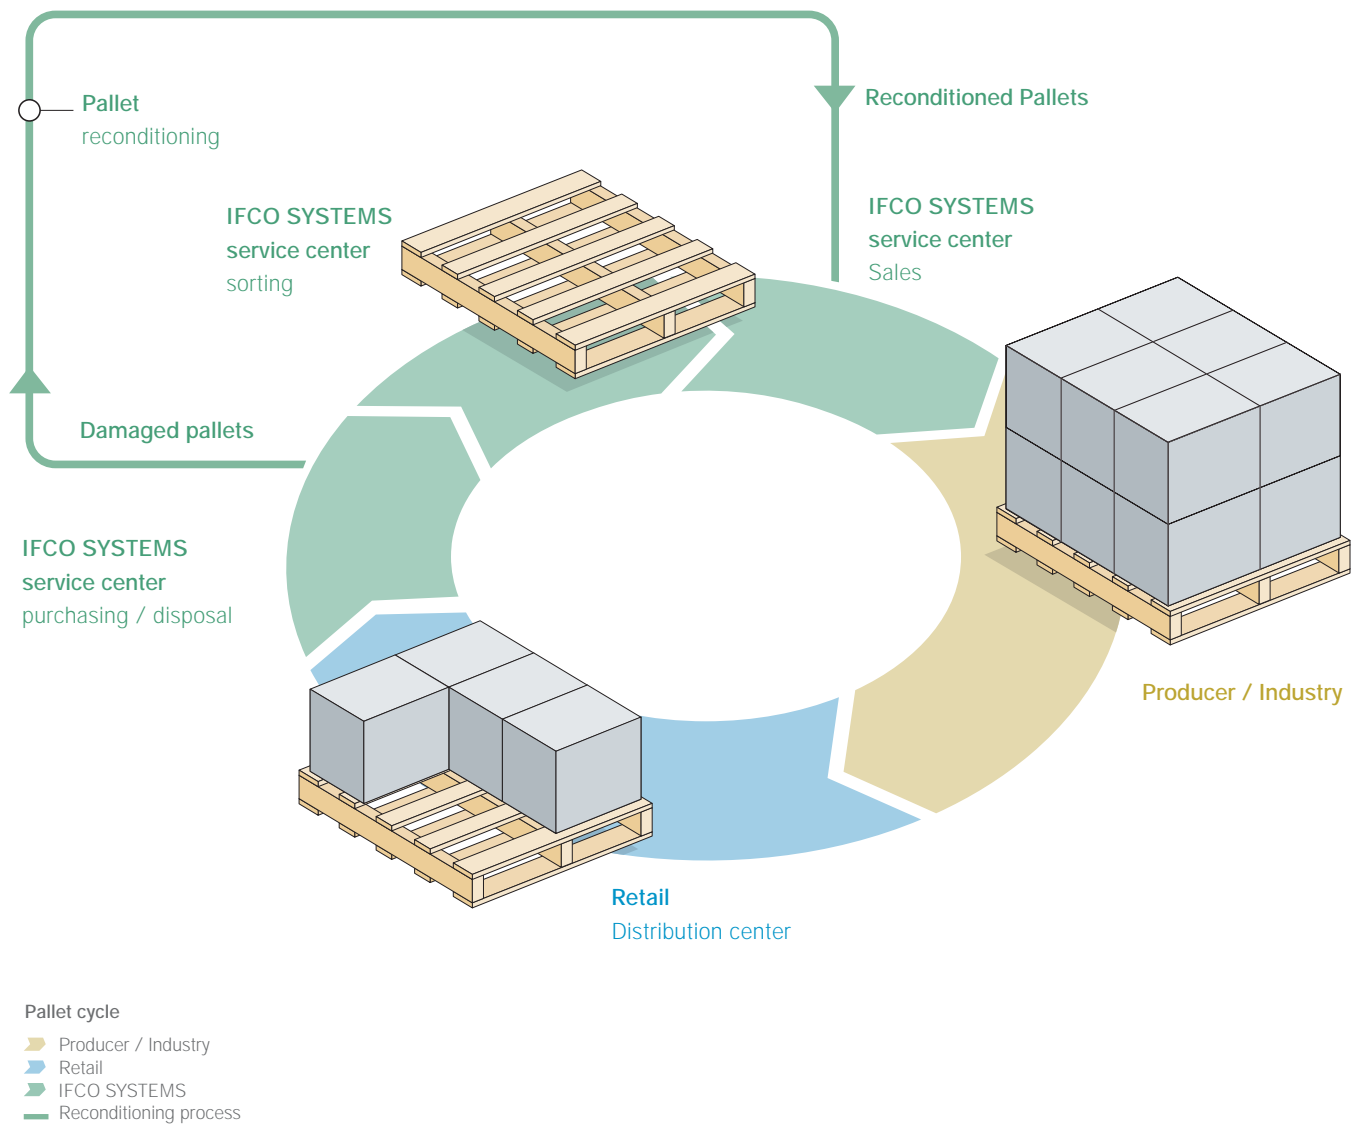 Pallet
reconditioning
Reconditioned Pallets
IFCO SYSTEMS
service center
sorting
IFCO SYSTEMS
service center
Sales
Damaged pallets
IFCO SYSTEMS
service center
purchasing / disposal
Producer / Industry
Retail
Distribution center
Pallet cycle
Producer / Industry
Retail
IFCO SYSTEMS
Reconditioning process